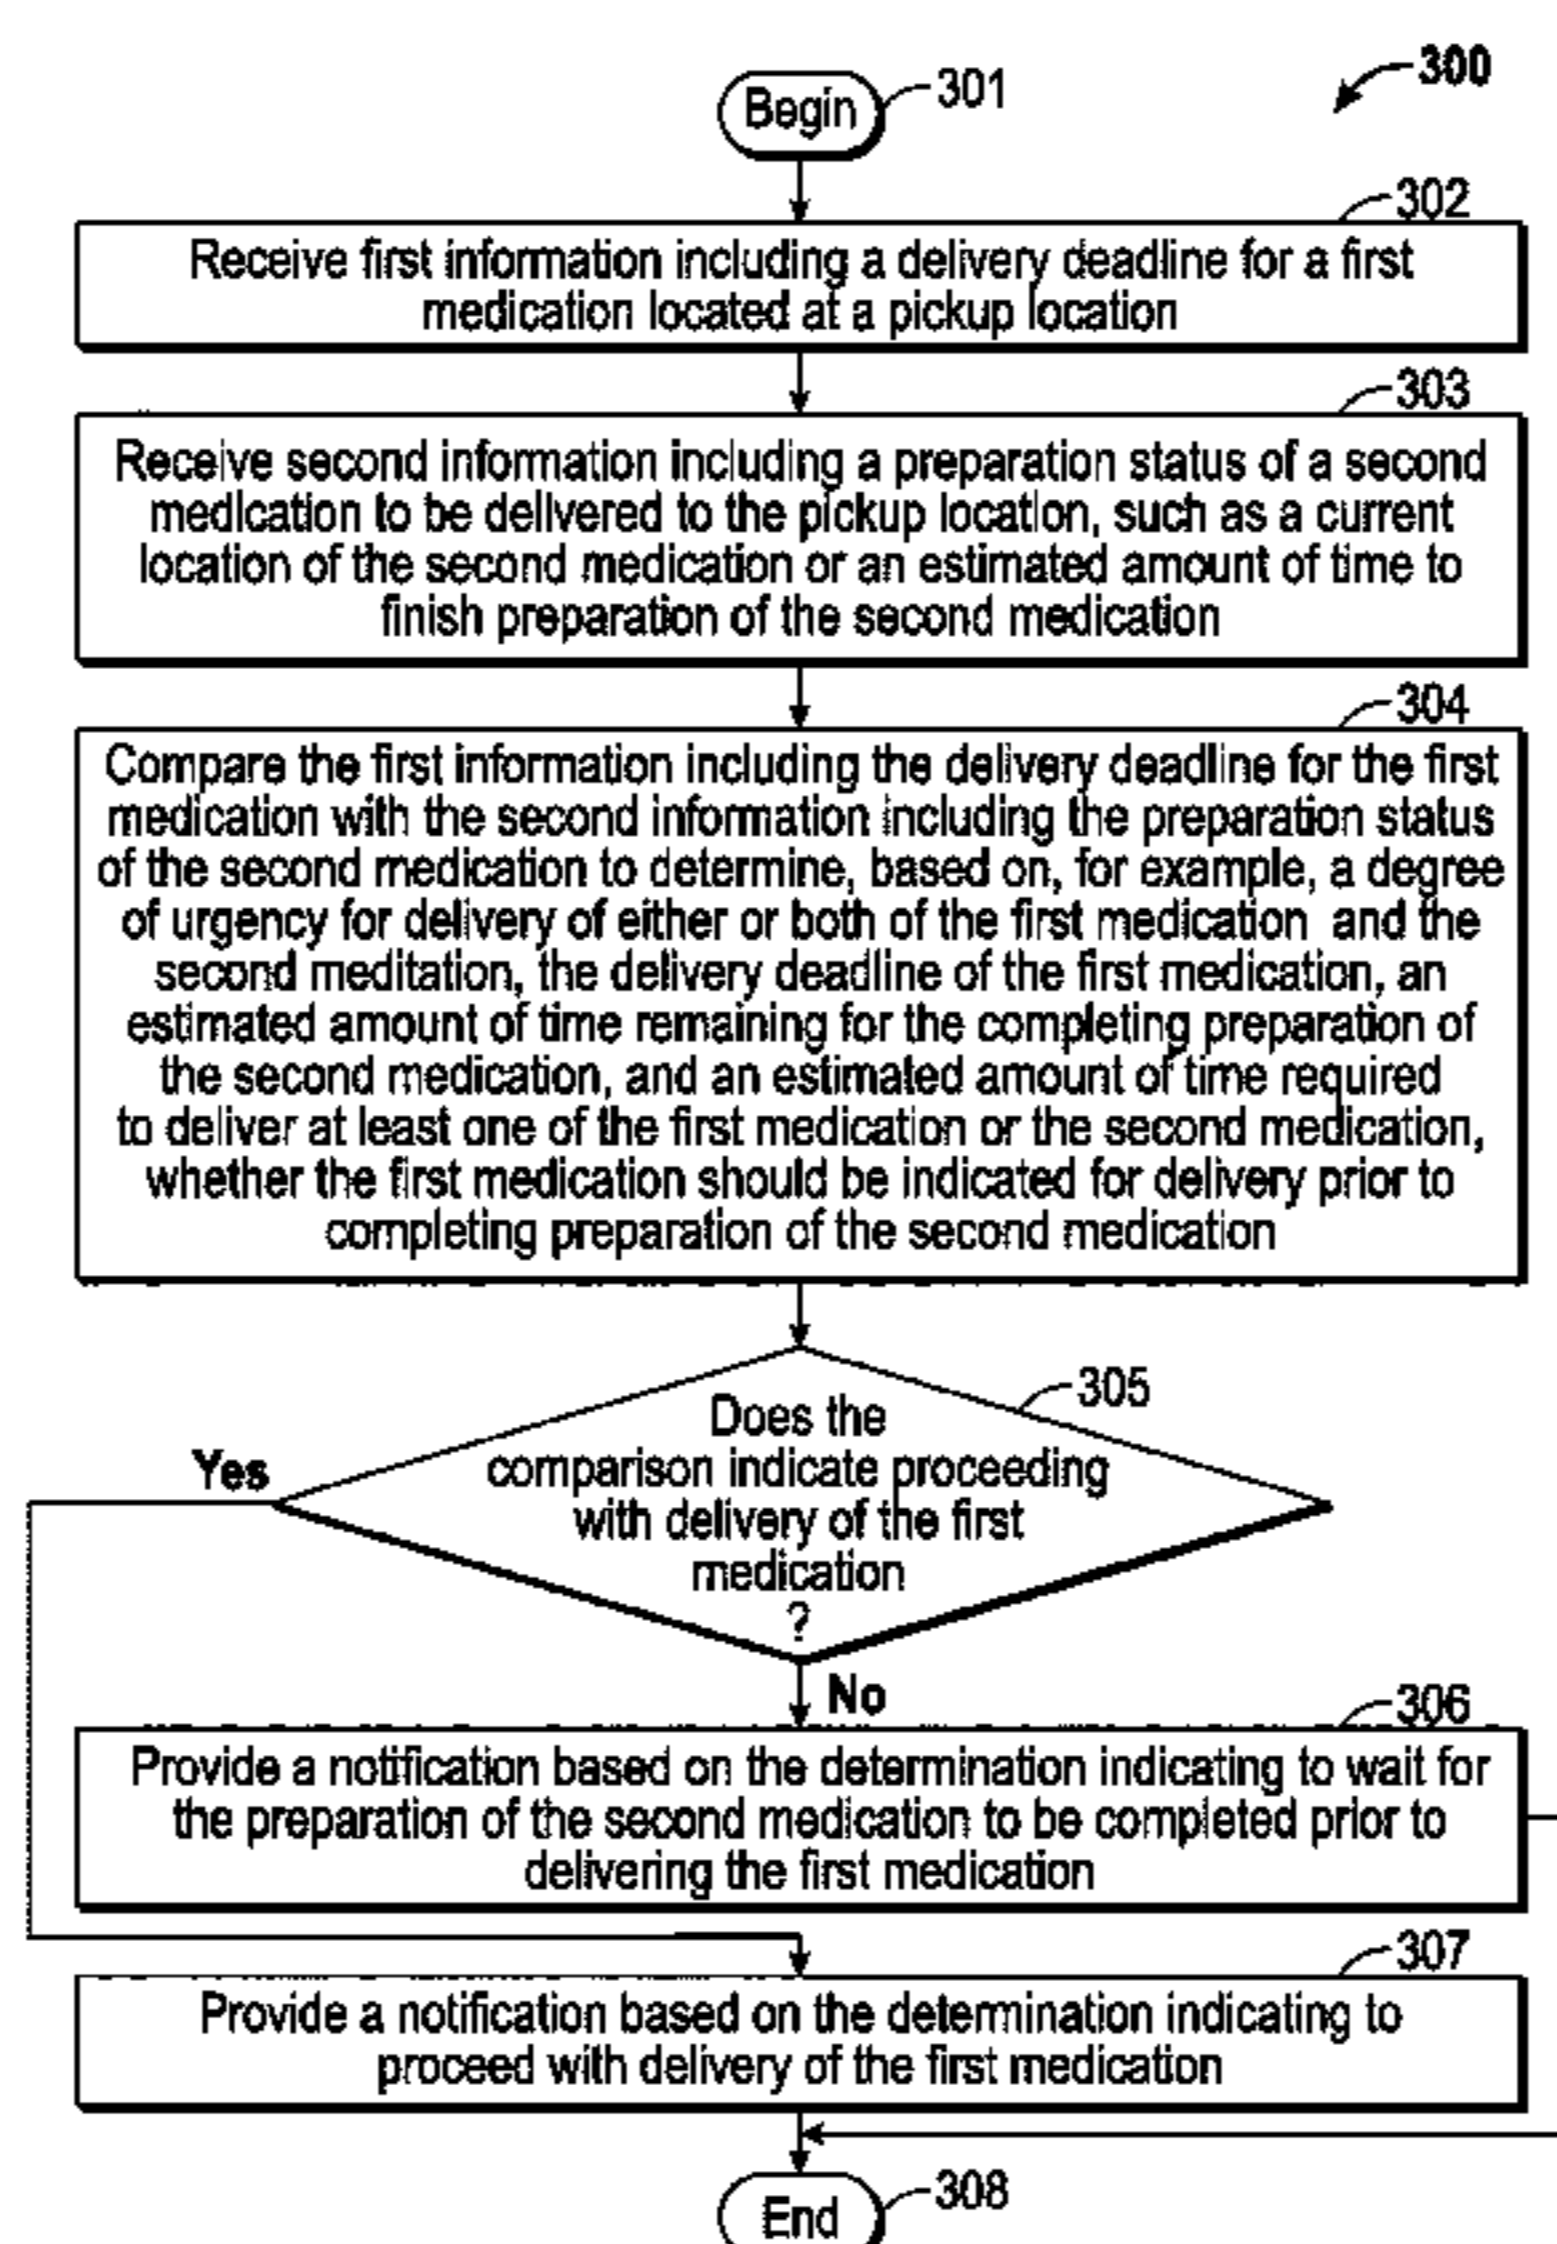 300
Begin
301
302
Receive first information including a delivery deadline for a first
medication located at a pickup location
303
Receive second information including a preparation status of a second
medication to be delivered to the pickup location, such as a current
location of the second medication or an estimated amount of time to
finish preparation of the second medication
304
Compare the first information including the delivery deadline for the first
medication with the second information including the preparation status
of the second medication to determine, based on, for example, a degree
of urgency for delivery of either or both of the first medication and the
second meditation, the delivery deadline of the first medication, an
estimated amount of time remaining for the completing preparation of
the second medication, and an estimated amount of time required
to deliver at least one of the first medication or the second medication,
whether the first medication should be indicated for delivery prior to
completing preparation of the second medication
305
Does the
comparison indicate proceeding
with delivery of the first
medication
?
Yes
No
306
Provide a notification based on the determination indicating to wait for
the preparation of the second medication to be completed prior to
delivering the first medication
307
Provide a notification based on the determination indicating to
proceed with delivery of the first medication
End
308